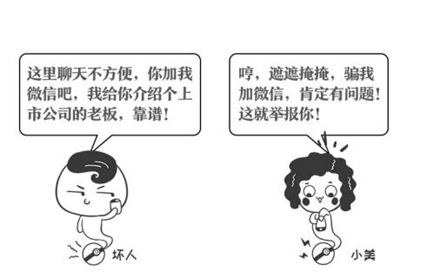 这里聊天不方便，你加我
微信吧，我给你介绍个上
市公司的老板，靠谱！
哼，遮遮掩掩，骗我
加微信，肯定有问题！
这就举报你！
坏人
小美